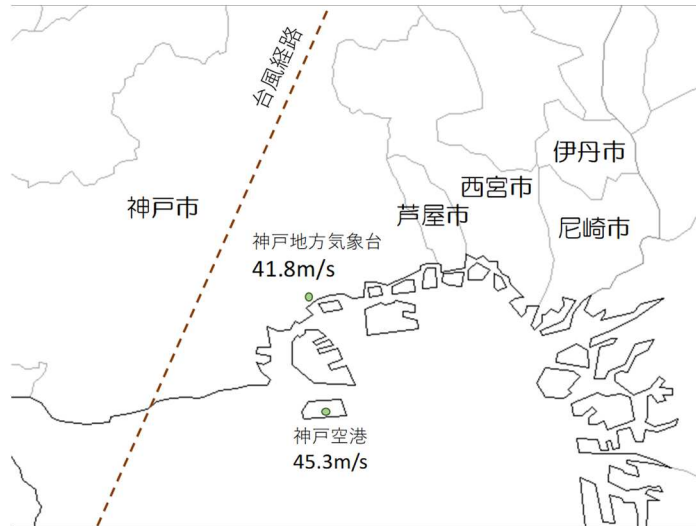 台風経路
伊丹市
西宮市
神戸市
芦屋市
尼崎市
神戸地方気象台
41.8m/s
神戸空港
45.3m/s